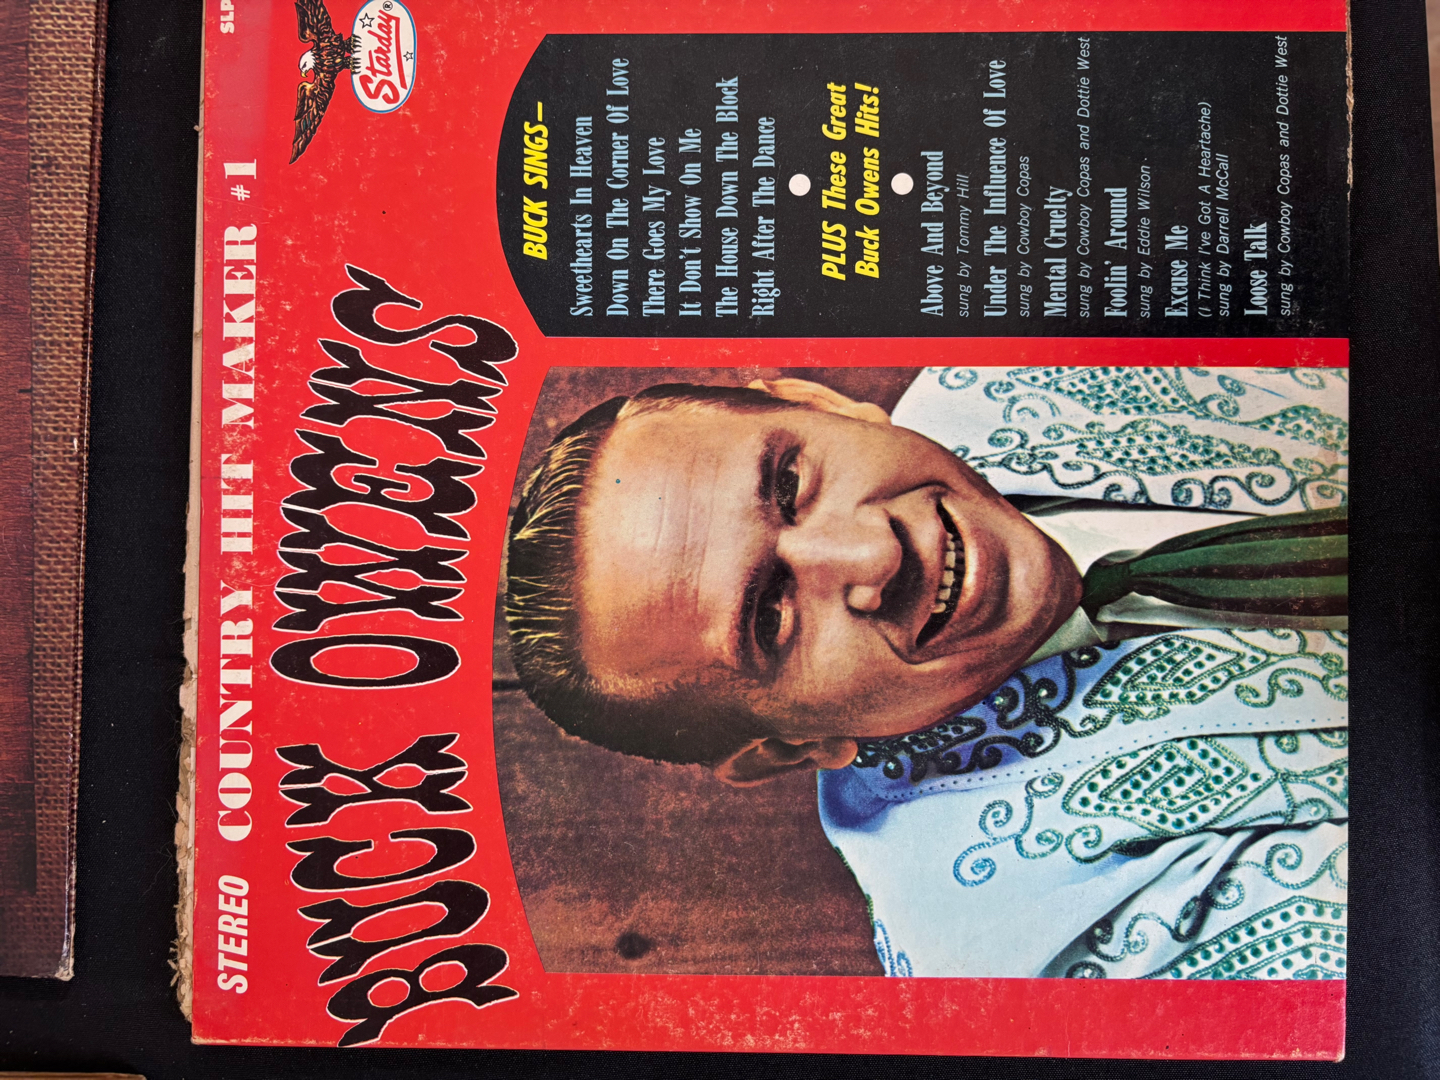 STEREO COUNTRY HIT MAKER #1
SLP
Starday®
BUCK OWENS
BUCK SINGS—
Sweethearts In Heaven
Down On The Corner Of Love
There Goes My Love
It Don't Show On Me
The House Down The Block
Right After The Dance
PLUS These Great
Buck Owens Hits!
Above And Beyond
sung by Tommy Hill
Under The Influence Of Love
sung by Cowboy Copas
Mental Cruelty
sung by Cowboy Copas and Dottie West
Foolin' Around
sung by Eddie Wilson
Excuse Me
(I Think I've Got A Heartache)
sung by Darrell McCall
Loose Talk
sung by Cowboy Copas and Dottie West